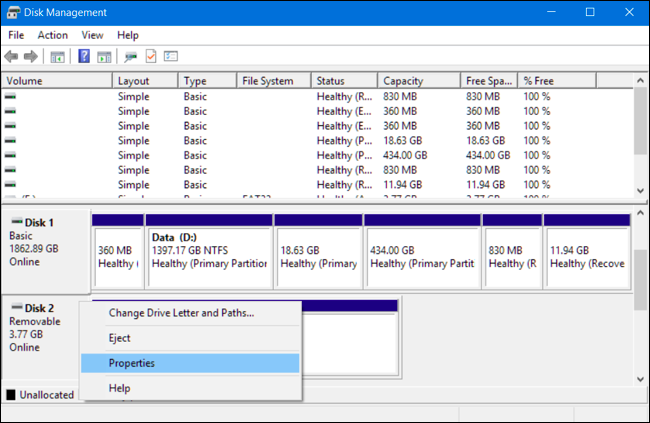 Disk Management
File Action View Help
Volume Layout Type File System Status Capacity Free Spa... % Free
Simple Basic Healthy (R... 830 MB 830 MB 100 %
Simple Basic Healthy (E... 360 MB 360 MB 100 %
Simple Basic Healthy (E... 360 MB 360 MB 100 %
Simple Basic Healthy (P... 18.63 GB 18.63 GB 100 %
Simple Basic Healthy (P... 434.00 GB 434.00 GB 100 %
Simple Basic Healthy (R... 830 MB 830 MB 100 %
Simple Basic Healthy (R... 11.94 GB 11.94 GB 100 %
Disk 1
Basic
1862.89 GB
Online
360 MB
Healthy (
Data (D:)
1397.17 GB NTFS
Healthy (Primary Partition
18.63 GB
Healthy (Primary
434.00 GB
Healthy (Primary Partit
830 MB
Healthy (R
11.94 GB
Healthy (Recove
Disk 2
Removable
3.77 GB
Online
Change Drive Letter and Paths...
Eject
Properties
Help
Unallocated